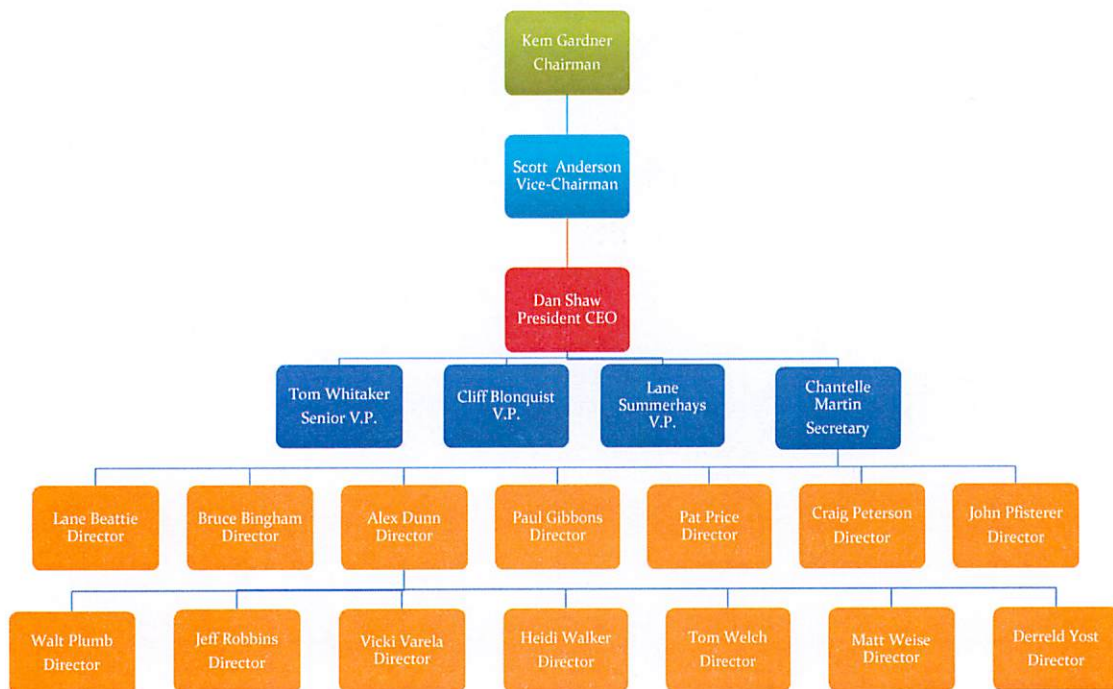 Kem Gardner
Chairman
Scott Anderson
Vice-Chairman
Dan Shaw
President CEO
Tom Whitaker
Senior V.P.
Cliff Blonquist
V.P.
Lane
Summerhays
V.P.
Chantelle
Martin
Secretary
Lane Beattie
Director
Bruce Bingham
Director
Alex Dunn
Director
Paul Gibbons
Director
Pat Price
Director
Craig Peterson
Director
John Pfisterer
Director
Walt Plumb
Director
Jeff Robbins
Director
Vicki Varela
Director
Heidi Walker
Director
Tom Welch
Director
Matt Weise
Director
Derreld Yost
Director